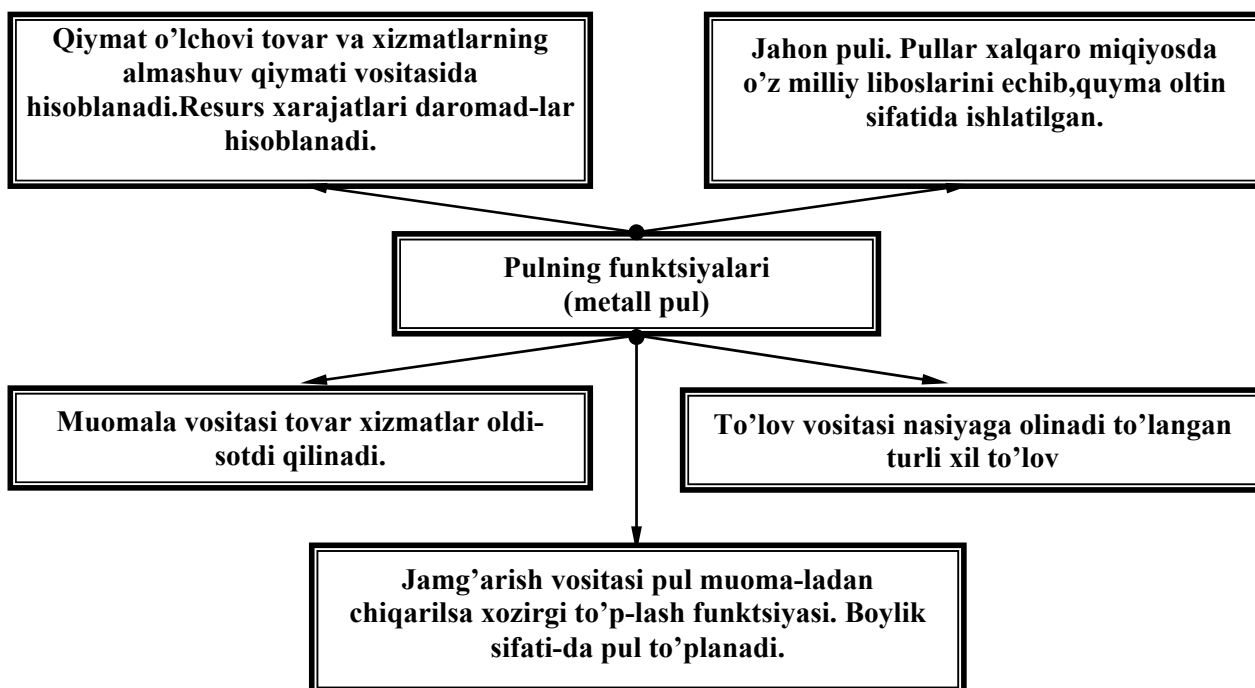 Qiymat o’lchovi tovar va xizmatlarning
almashuv qiymati vositasida
hisoblanadi.Resurs xarajatlari daromad-lar
hisoblanadi.
Jahon puli. Pullar xalqaro miqiyosda
o’z milliy liboslarini echib,quyma oltin
sifatida ishlatilgan.
Pulning funktsiyalari
(metall pul)
Muomala vositasi tovar xizmatlar oldi-
sotdi qilinadi.
To’lov vositasi nasiyaga olinadi to’langan
turli xil to’lov
Jamg’arish vositasi pul muoma-ladan
chiqarilsa xozirgi to’p-lash funktsiyasi. Boylik
sifati-da pul to’planadi.